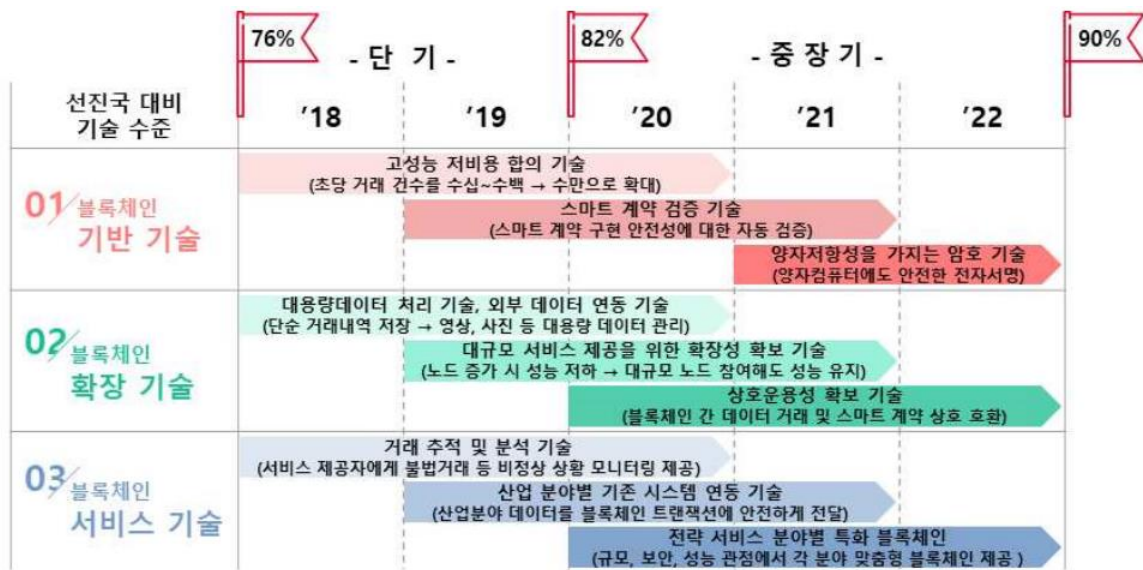 76%
- 단 기 -
82%
- 중 장 기 -
90%
선진국 대비
기술 수준
’18
’19
’20
’21
’22
01 블록체인
기반 기술
고성능 저비용 합의 기술
(초당 거래 건수를 수십~수백 → 수만으로 확대)
스마트 계약 검증 기술
(스마트 계약 구현 안전성에 대한 자동 검증)
양자저항성을 가지는 암호 기술
(양자컴퓨터에도 안전한 전자서명)
02 블록체인
확장 기술
대용량데이터 처리 기술, 외부 데이터 연동 기술
(단순 거래내역 저장 → 영상, 사진 등 대용량 데이터 관리)
대규모 서비스 제공을 위한 확장성 확보 기술
(노드 증가 시 성능 저하 → 대규모 노드 참여해도 성능 유지)
상호운용성 확보 기술
(블록체인 간 데이터 거래 및 스마트 계약 상호 호환)
03 블록체인
서비스 기술
거래 추적 및 분석 기술
(서비스 제공자에게 불법거래 등 비정상 상황 모니터링 제공)
산업 분야별 기존 시스템 연동 기술
(산업분야 데이터를 블록체인 트랜잭션에 안전하게 전달)
전략 서비스 분야별 특화 블록체인
(규모, 보안, 성능 관점에서 각 분야 맞춤형 블록체인 제공 )